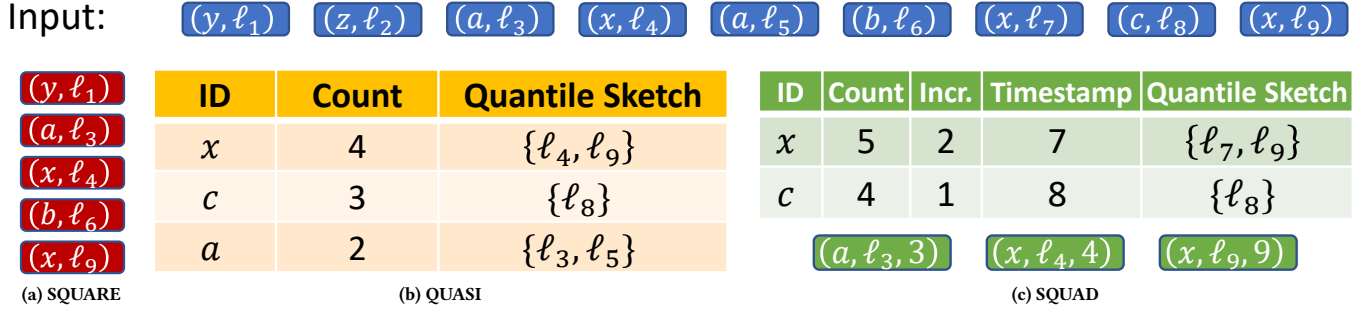 Input: (y, ℓ₁) (z, ℓ₂) (a, ℓ₃) (x, ℓ₄) (a, ℓ₅) (b, ℓ₆) (x, ℓ₇) (c, ℓ₈) (x, ℓ₉)
(y, ℓ₁)
(a, ℓ₃)
(x, ℓ₄)
(b, ℓ₆)
(x, ℓ₉)
(a) SQUARE
ID Count Quantile Sketch
x 4 {ℓ₄, ℓ₉}
c 3 {ℓ₈}
a 2 {ℓ₃, ℓ₅}
(b) QUASI
ID Count Incr. Timestamp Quantile Sketch
x 5 2 7 {ℓ₇, ℓ₉}
c 4 1 8 {ℓ₈}
(a, ℓ₃, 3) (x, ℓ₄, 4) (x, ℓ₉, 9)
(c) SQUAD